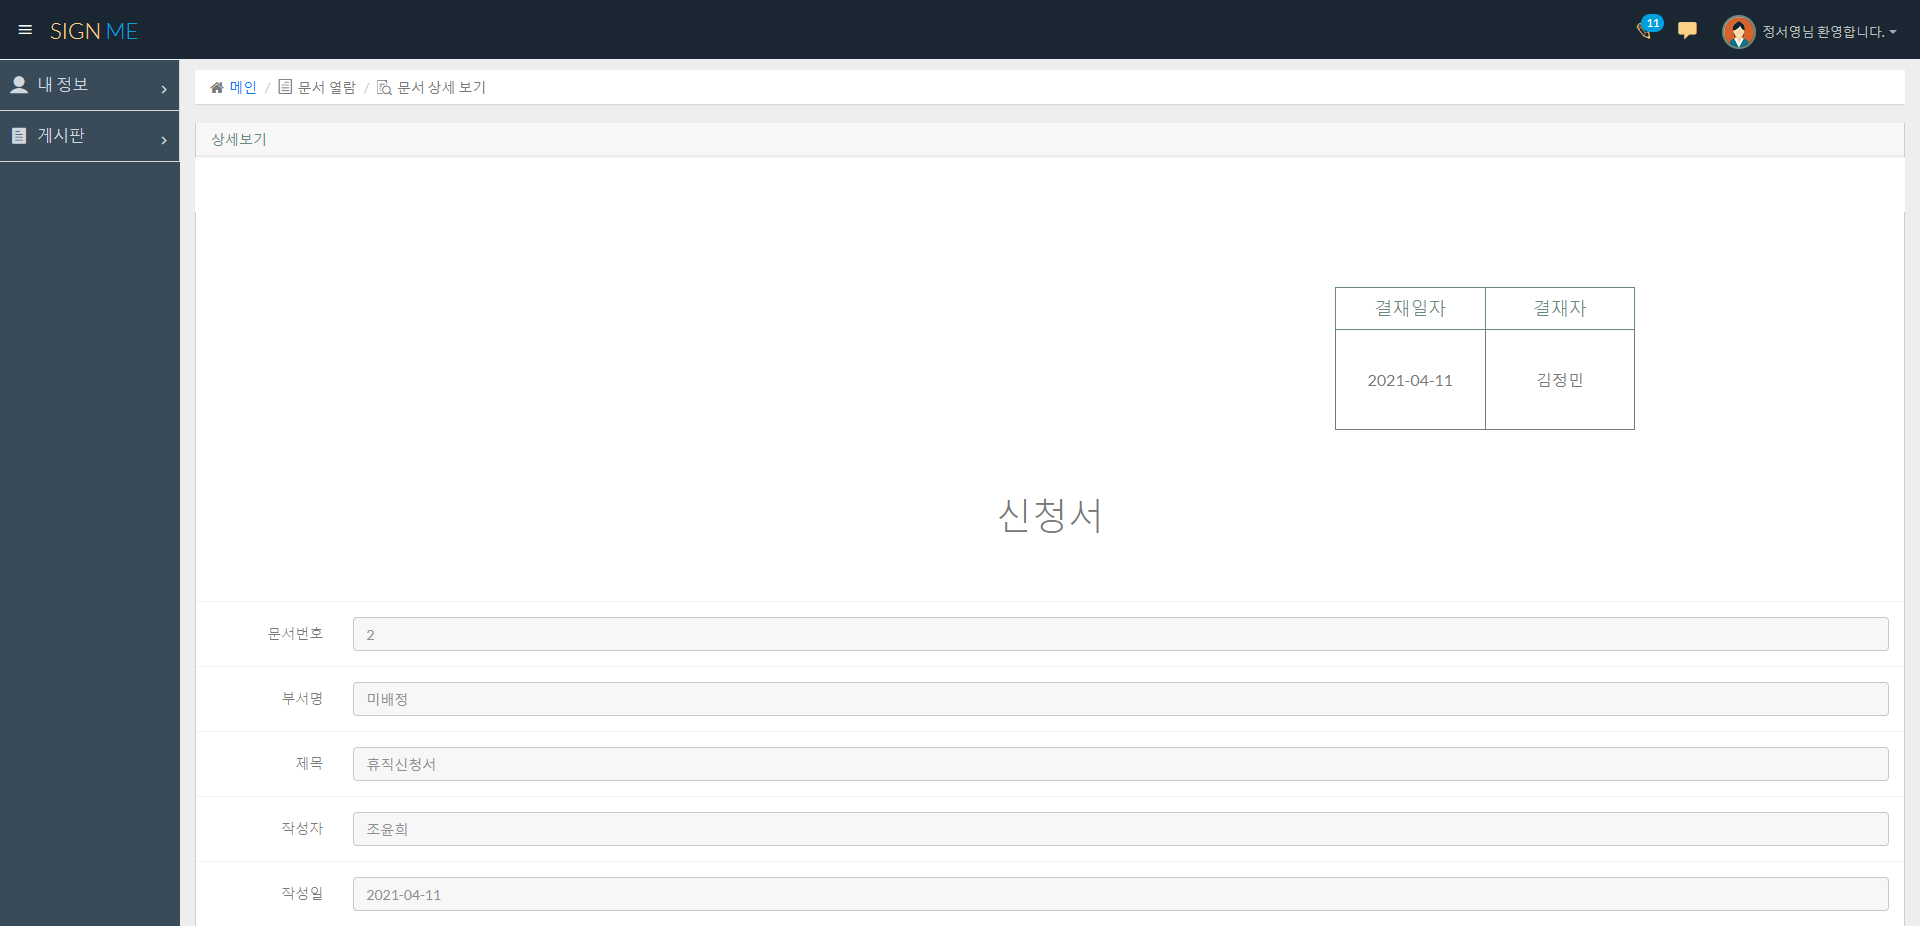 SIGN ME
11
정서영님 환영합니다.
내 정보
게시판
메인 / 문서 열람 / 문서 상세 보기
상세보기
결재일자 결재자
2021-04-11 김정민
신청서
문서번호 2
부서명 미배정
제목 휴직신청서
작성자 조윤희
작성일 2021-04-11